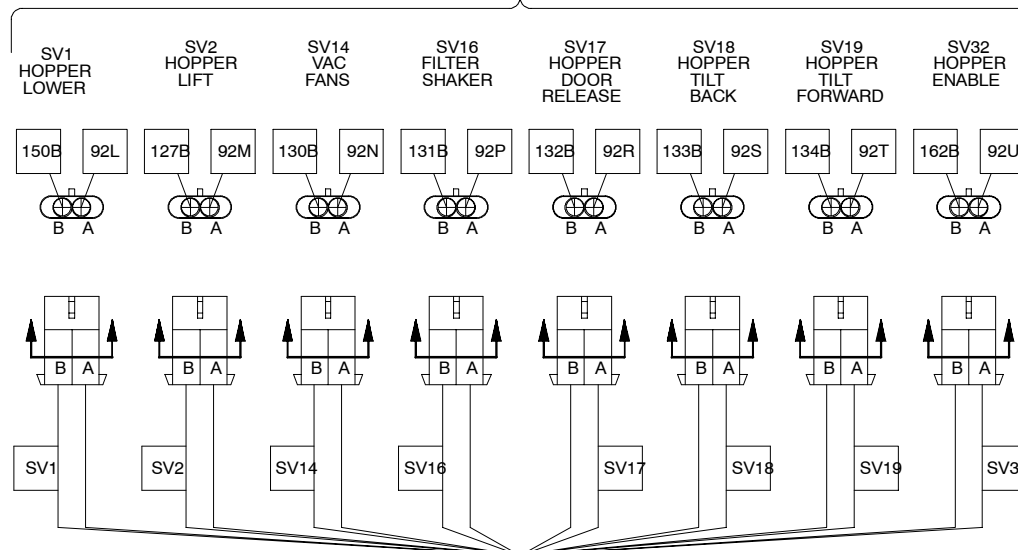 SV1
HOPPER
LOWER
SV2
HOPPER
LIFT
SV14
VAC
FANS
SV16
FILTER
SHAKER
SV17
HOPPER
DOOR
RELEASE
SV18
HOPPER
TILT
BACK
SV19
HOPPER
TILT
FORWARD
SV32
HOPPER
ENABLE
150B 92L 127B 92M 130B 92N 131B 92P 132B 92R 133B 92S 134B 92T 162B 92U
B A B A B A B A B A B A B A B A
B A B A B A B A B A B A B A B A
SV1 SV2 SV14 SV16 SV17 SV18 SV19 SV3